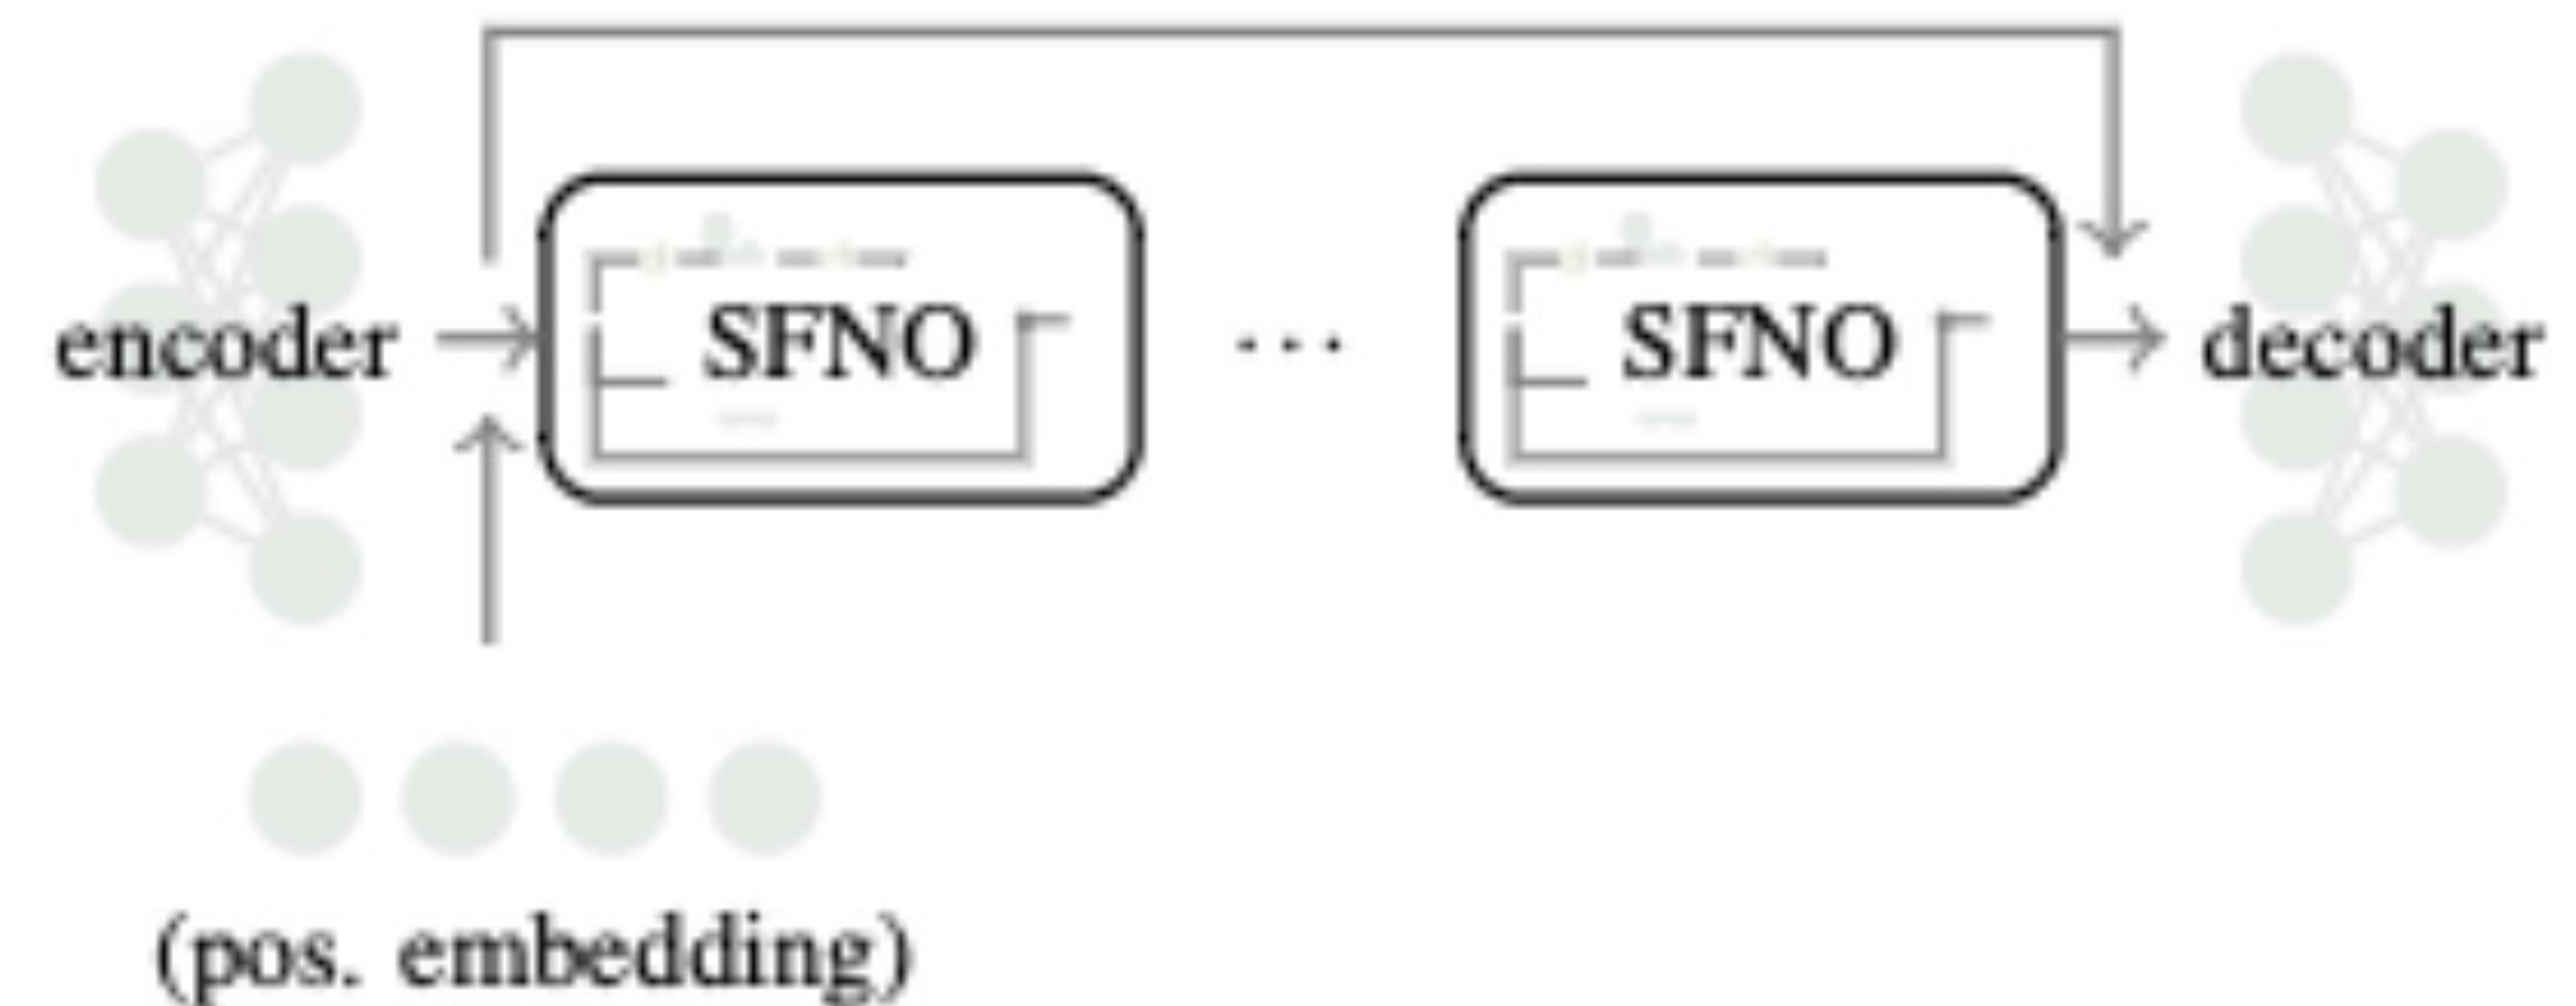 encoder
SFNO
...
SFNO
decoder
(pos. embedding)